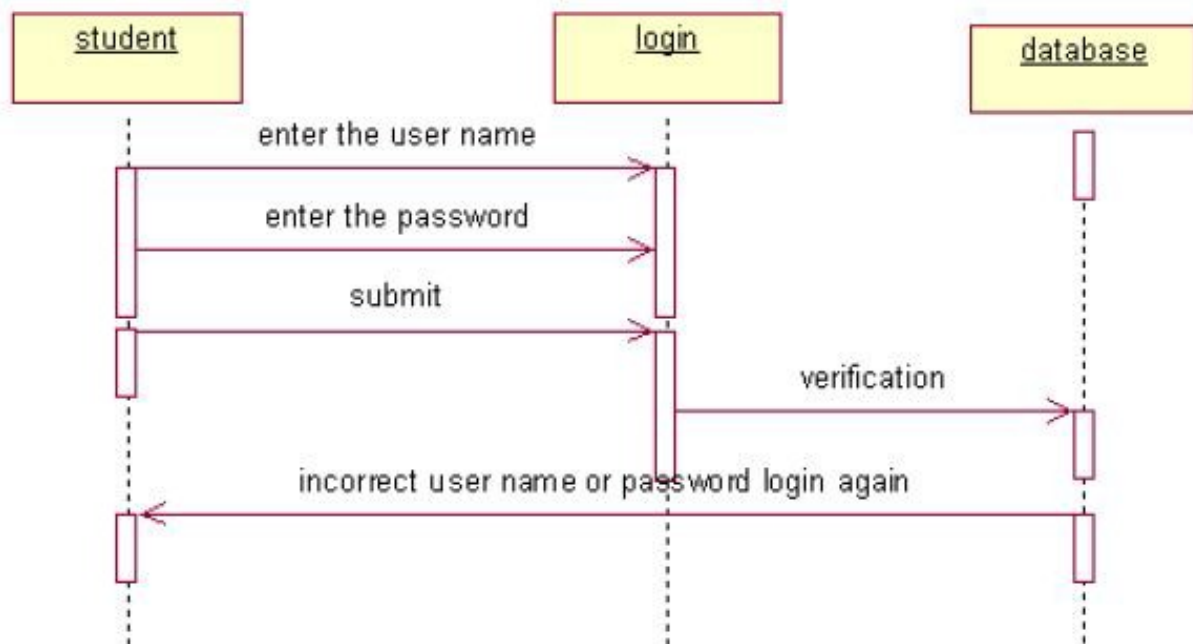 student
login
database
enter the user name
enter the password
submit
verification
incorrect user name or password login again